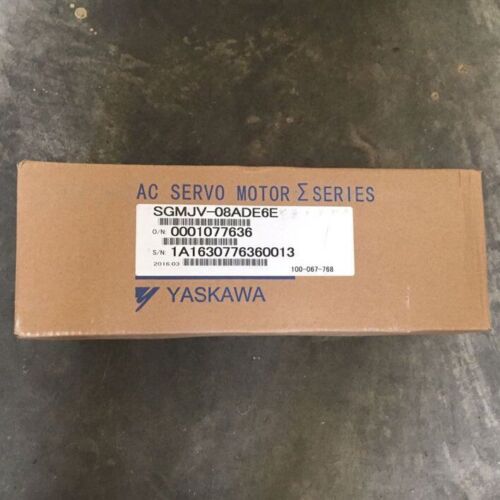 AC SERVO MOTOR Σ SERIES
SGMJV-08ADE6E
O/N: 0001077636
S/N: 1A1630776360013
2016.03
100-067-768
YASKAWA